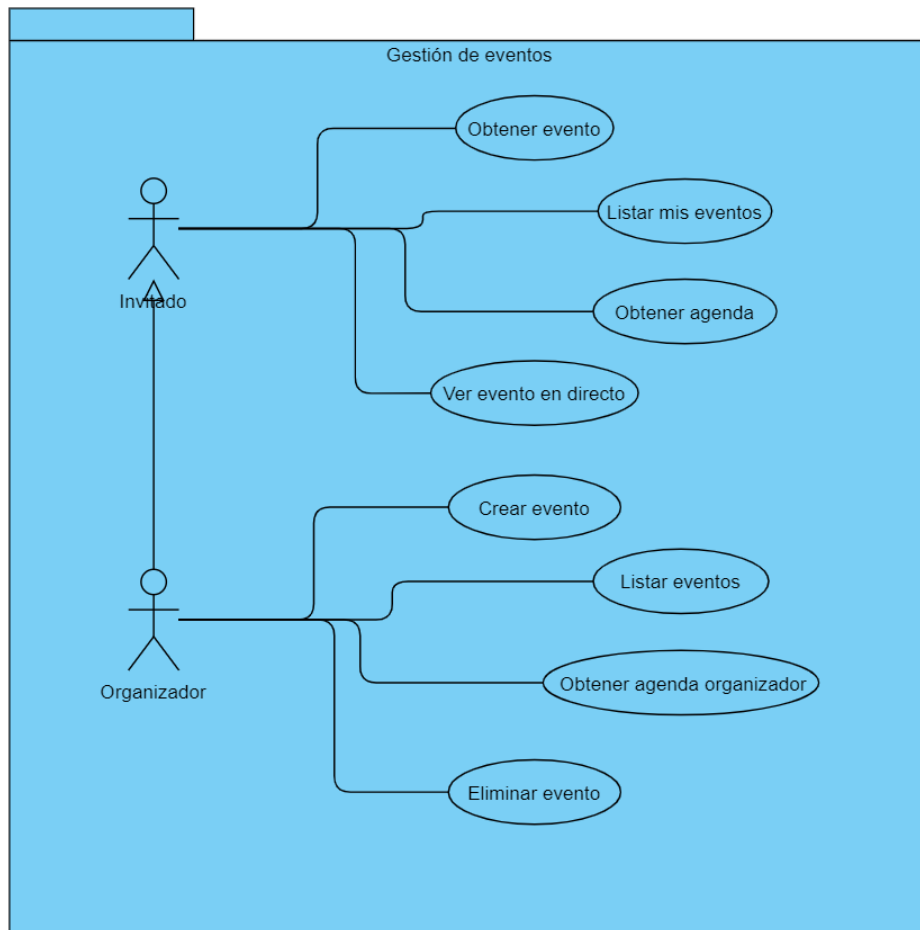 Gestión de eventos
Obtener evento
Listar mis eventos
Invitado
Obtener agenda
Ver evento en directo
Crear evento
Listar eventos
Organizador
Obtener agenda organizador
Eliminar evento